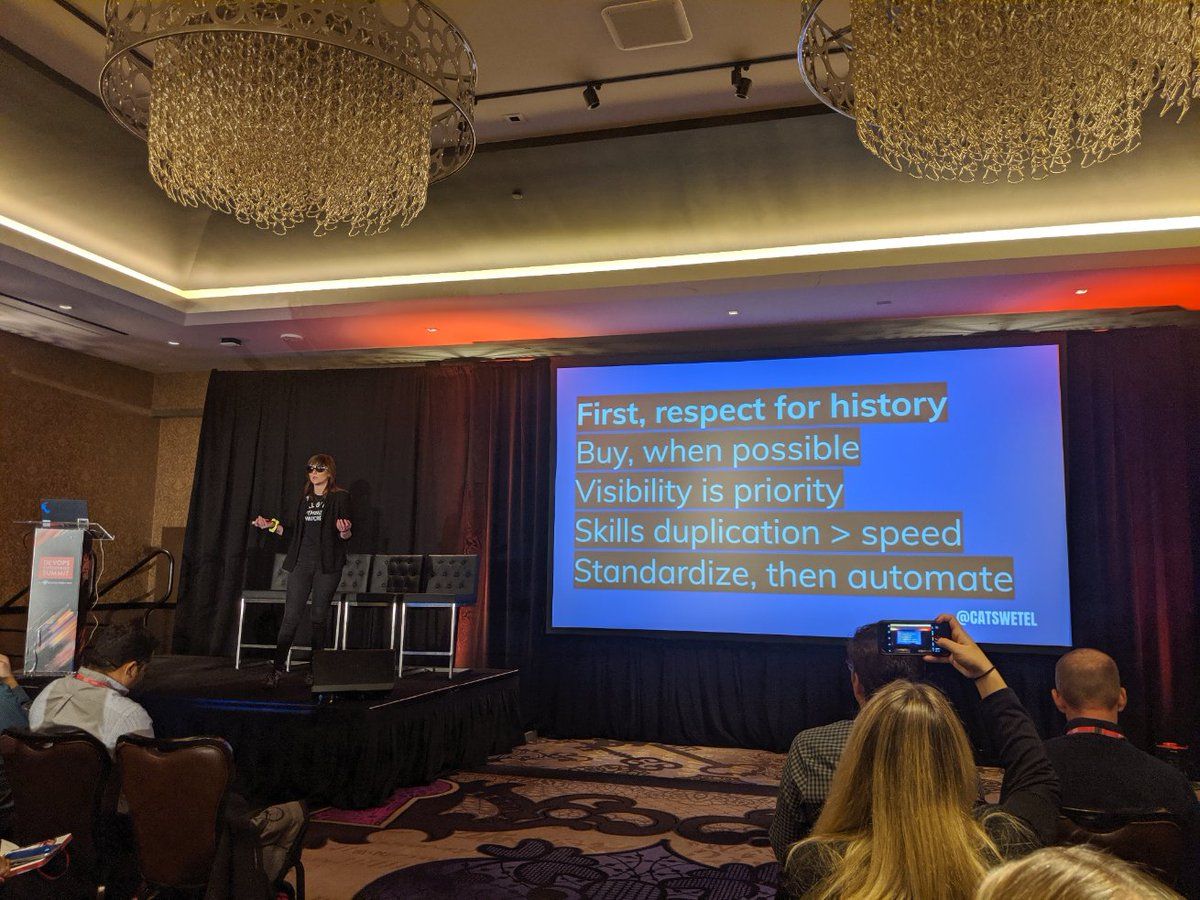 First, respect for history
Buy, when possible
Visibility is priority
Skills duplication > speed
Standardize, then automate
@CATSWETEL
DEVOPS
SUMMIT